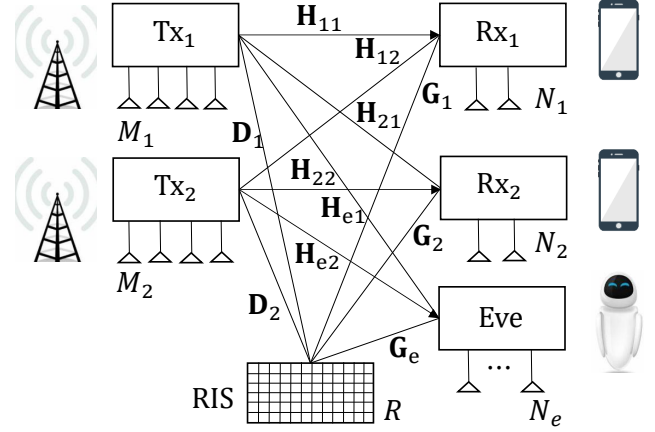 Tx₁ 𝐇₁₁ Rx₁
𝐇₁₂
M₁ 𝐃₁ 𝐇₂₁ 𝐆₁ N₁
Tx₂ 𝐇₂₂ Rx₂
𝐇ₑ₁
M₂ 𝐇ₑ₂ 𝐆₂ N₂
𝐃₂ Eve
𝐆ₑ
...
RIS R Nₑ